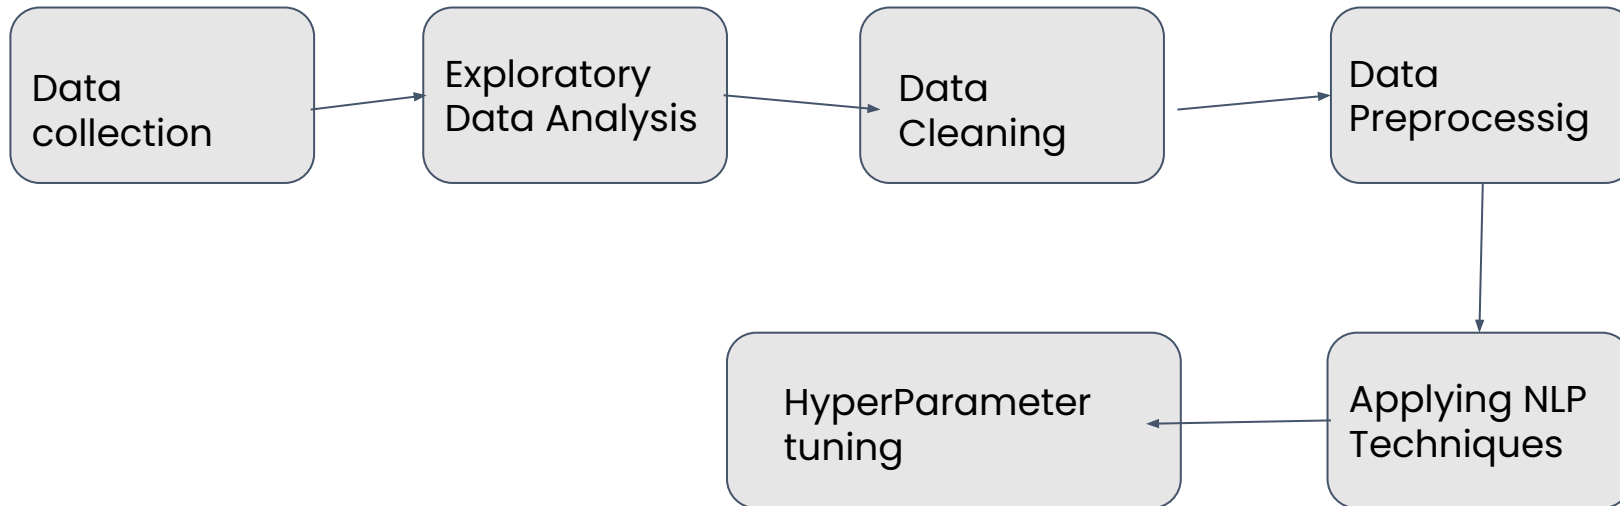 Data
collection
Exploratory
Data Analysis
Data
Cleaning
Data
Preprocessig
Applying NLP
Techniques
HyperParameter
tuning